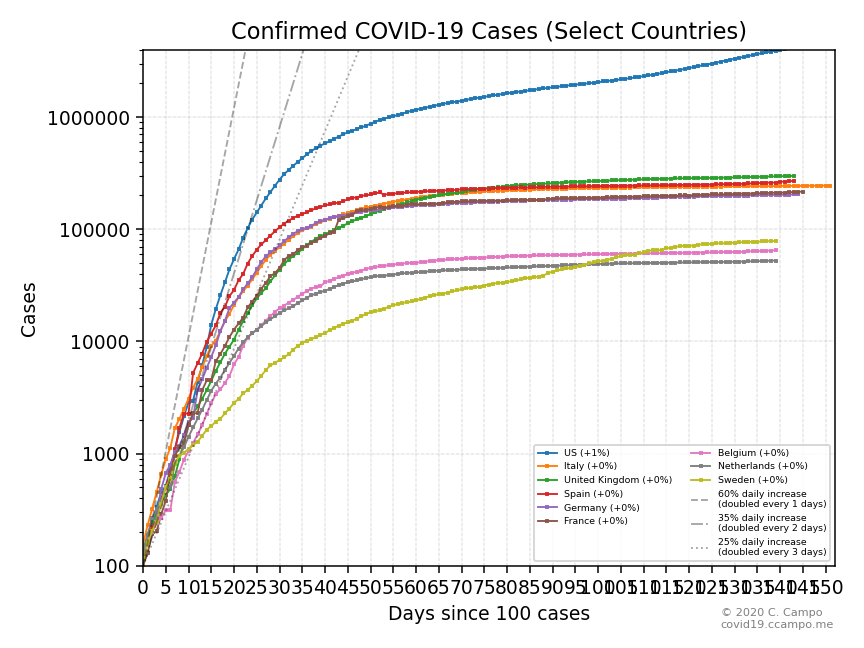 Confirmed COVID-19 Cases (Select Countries)
Cases
1000000
100000
10000
1000
100
US (+1%)
Italy (+0%)
United Kingdom (+0%)
Spain (+0%)
Germany (+0%)
France (+0%)
Belgium (+0%)
Netherlands (+0%)
Sweden (+0%)
60% daily increase
(doubled every 1 days)
35% daily increase
(doubled every 2 days)
25% daily increase
(doubled every 3 days)
0 5 10 15 20 25 30 35 40 45 50 55 60 65 70 75 80 85 90 95 100 105 110 115 120 125 130 135 140 145 150
Days since 100 cases
© 2020 C. Campo
covid19.ccampo.me